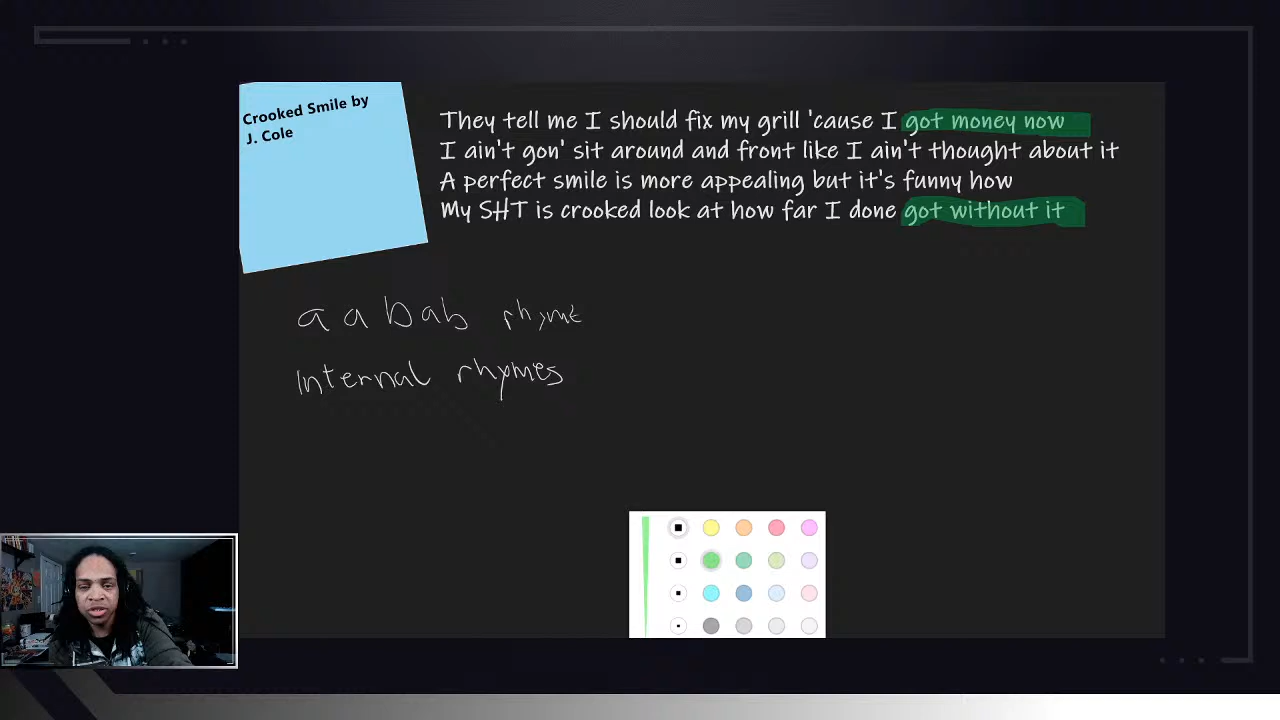 Crooked Smile by
J. Cole
They tell me I should fix my grill 'cause I got money now
I ain't gon' sit around and front like I ain't thought about it
A perfect smile is more appealing but it's funny how
My SHT is crooked look at how far I done got without it
a a b a b rhyme
Internal rhymes